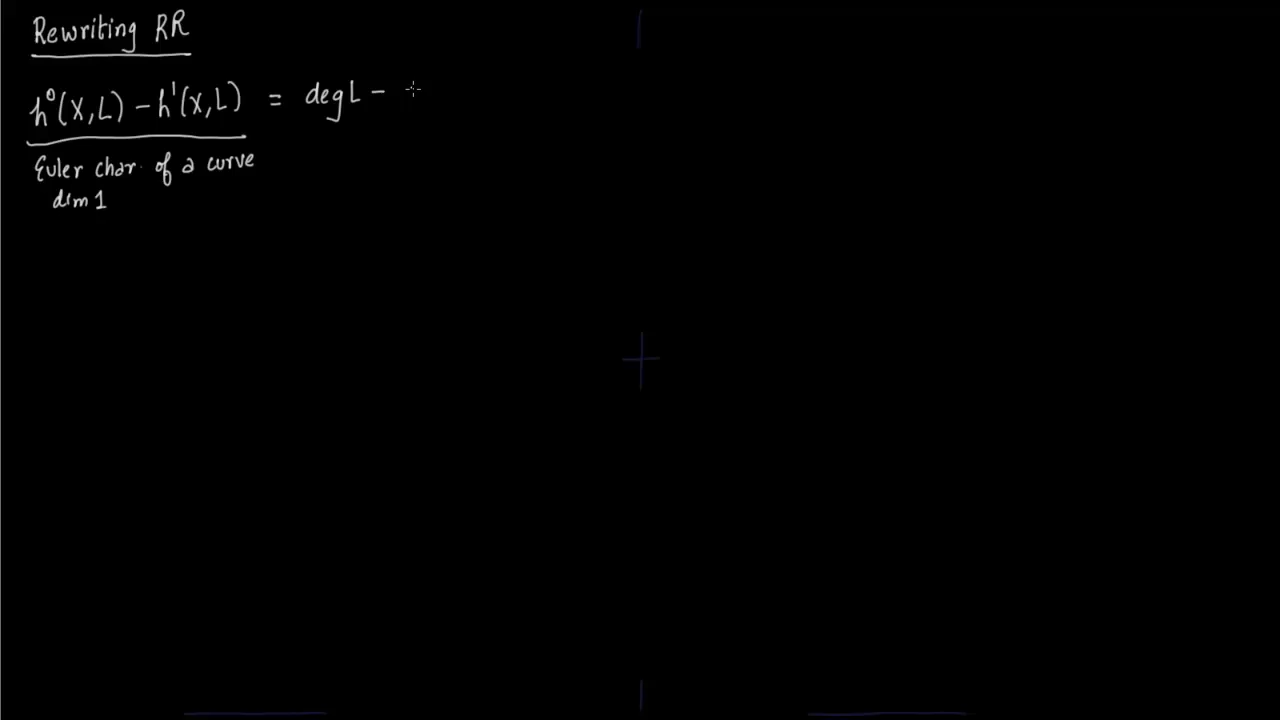 Rewriting RR
h⁰(X,L) - h¹(X,L) = deg L -
Euler char. of a curve
dim 1